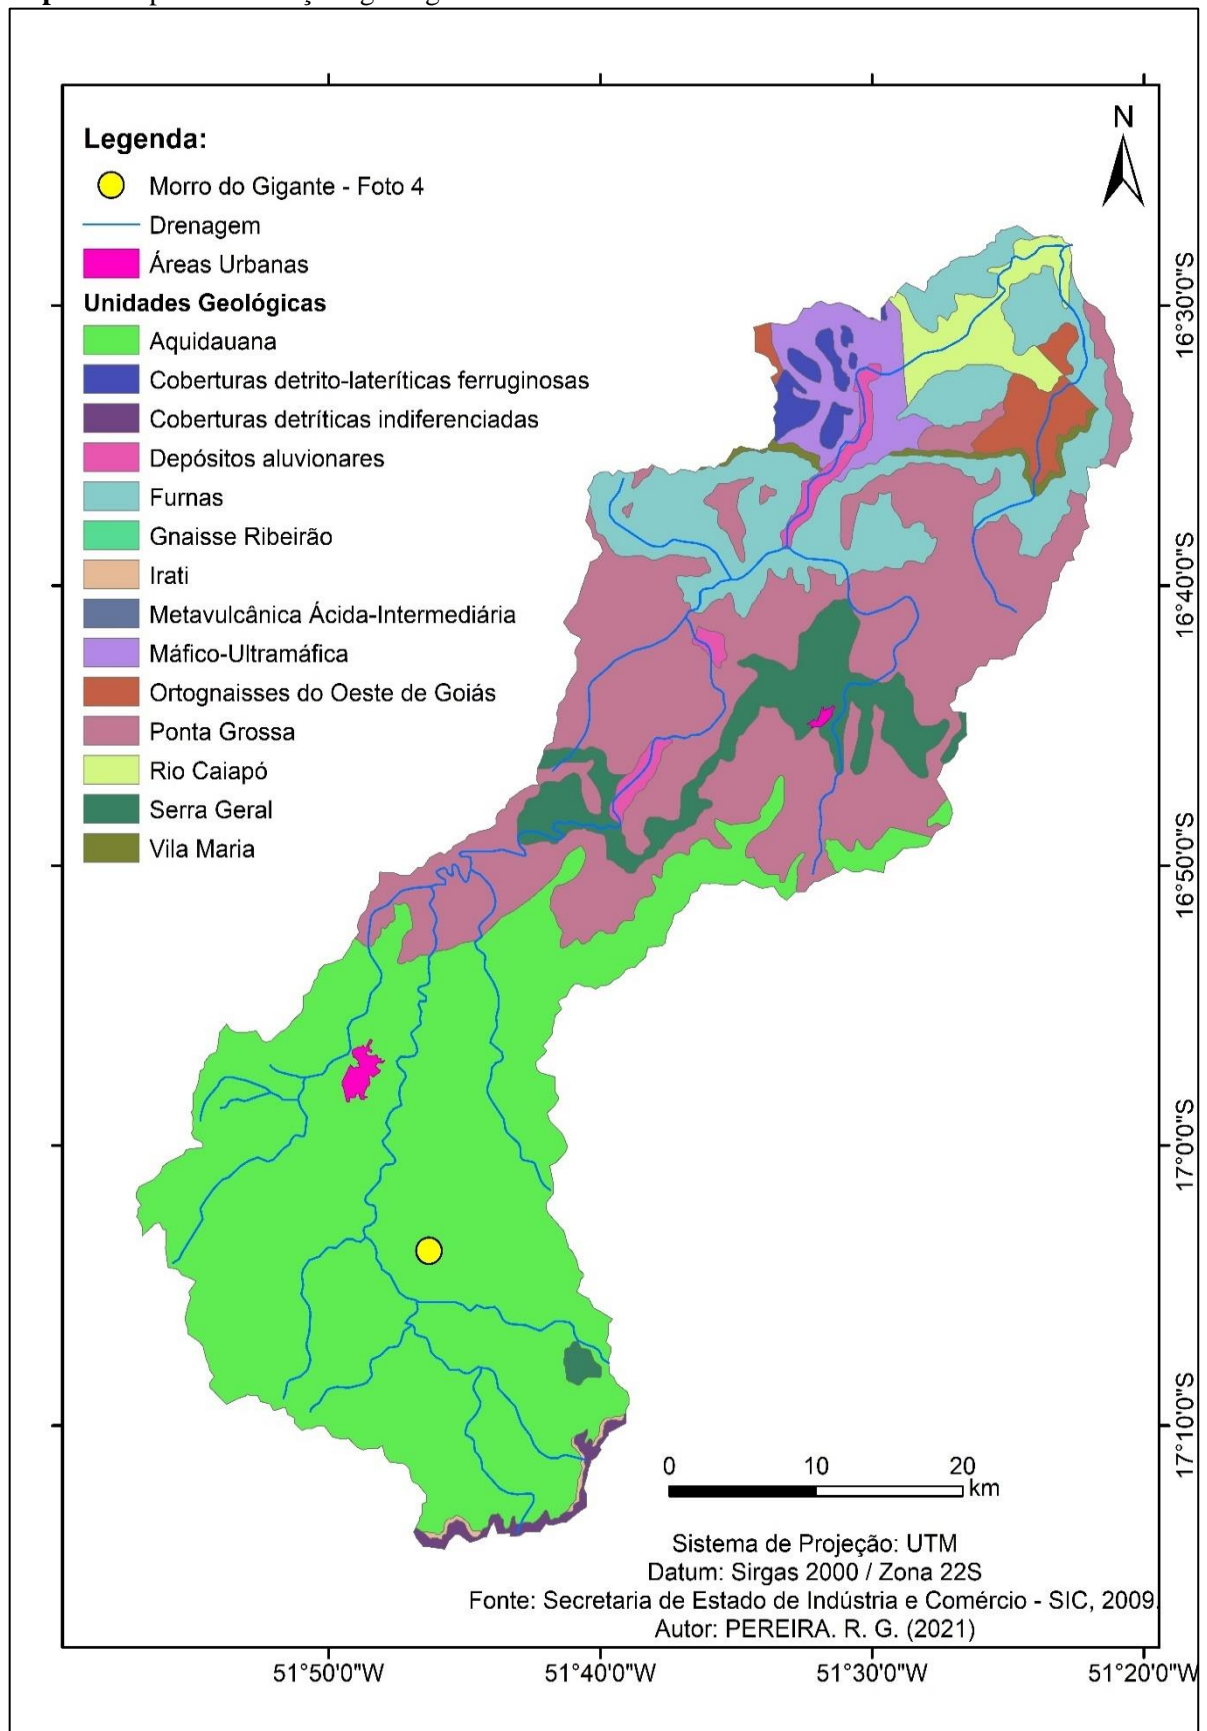 Legenda:
Morro do Gigante - Foto 4
Drenagem
Áreas Urbanas
Unidades Geológicas
Aquidauana
Coberturas detrito-lateríticas ferruginosas
Coberturas detríticas indiferenciadas
Depósitos aluvionares
Furnas
Gnaisse Ribeirão
Irati
Metavulcânica Ácida-Intermediária
Máfico-Ultramáfica
Ortognaisses do Oeste de Goiás
Ponta Grossa
Rio Caiapó
Serra Geral
Vila Maria
N
16°30'0"S
16°40'0"S
16°50'0"S
17°0'0"S
17°10'0"S
0 10 20
km
Sistema de Projeção: UTM
Datum: Sirgas 2000 / Zona 22S
Fonte: Secretaria de Estado de Indústria e Comércio - SIC, 2009.
Autor: PEREIRA. R. G. (2021)
51°50'0"W 51°40'0"W 51°30'0"W 51°20'0"W